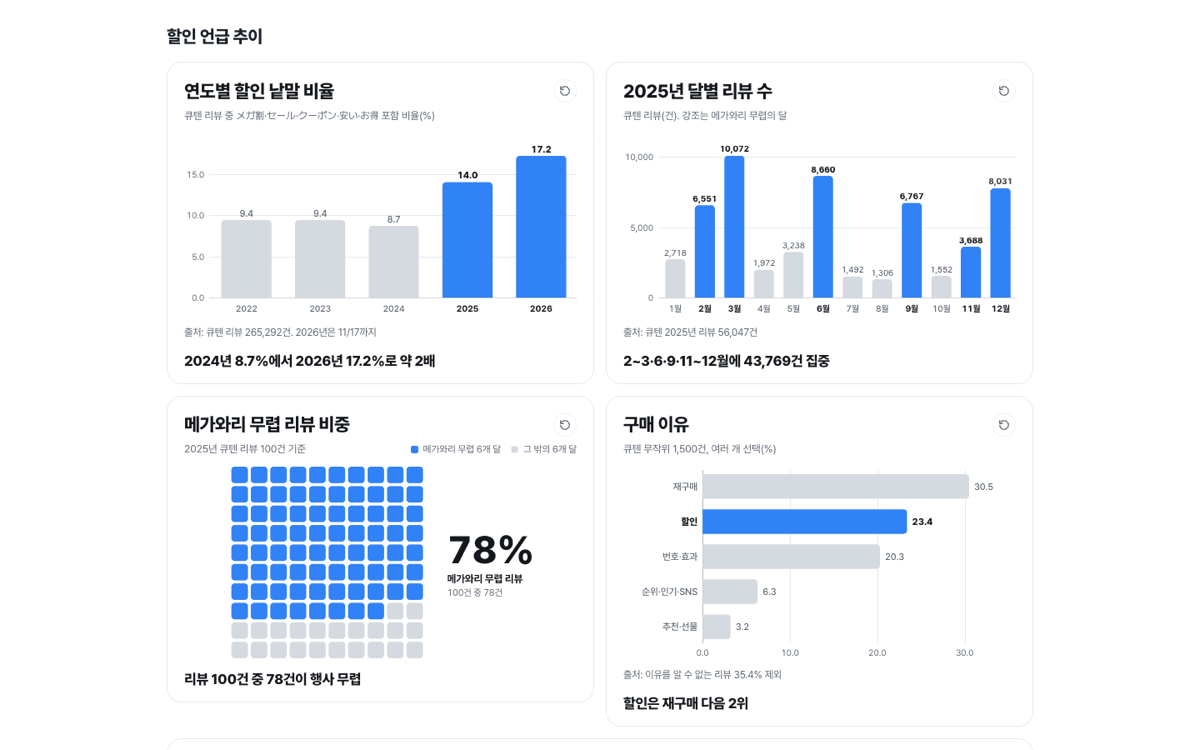 할인 언급 추이
연도별 할인 낱말 비율
큐텐 리뷰 중 メガ割·セール·クーポン·安い·お得 포함 비율(%)
17.2
15.0
14.0
10.0
9.4
9.4
8.7
5.0
0.0
2022
2023
2024
2025
2026
출처: 큐텐 리뷰 265,292건. 2026년은 11/17까지
2024년 8.7%에서 2026년 17.2%로 약 2배
2025년 달별 리뷰 수
큐텐 리뷰(건). 강조는 메가와리 무렵의 달
10,000
5,000
0
2,718
6,551
10,072
1,972
3,238
8,660
1,492
1,306
6,767
1,552
3,688
8,031
1월
2월
3월
4월
5월
6월
7월
8월
9월
10월
11월
12월
출처: 큐텐 2025년 리뷰 56,047건
2~3·6·9·11~12월에 43,769건 집중
메가와리 무렵 리뷰 비중
2025년 큐텐 리뷰 100건 기준
메가와리 무렵 6개 달
그 밖의 6개 달
78%
메가와리 무렵 리뷰
100건 중 78건
리뷰 100건 중 78건이 행사 무렵
구매 이유
큐텐 무작위 1,500건, 여러 개 선택(%)
재구매
30.5
할인
23.4
번호·효과
20.3
순위·인기·SNS
6.3
추천·선물
3.2
0.0
10.0
20.0
30.0
출처: 이유를 알 수 없는 리뷰 35.4% 제외
할인은 재구매 다음 2위